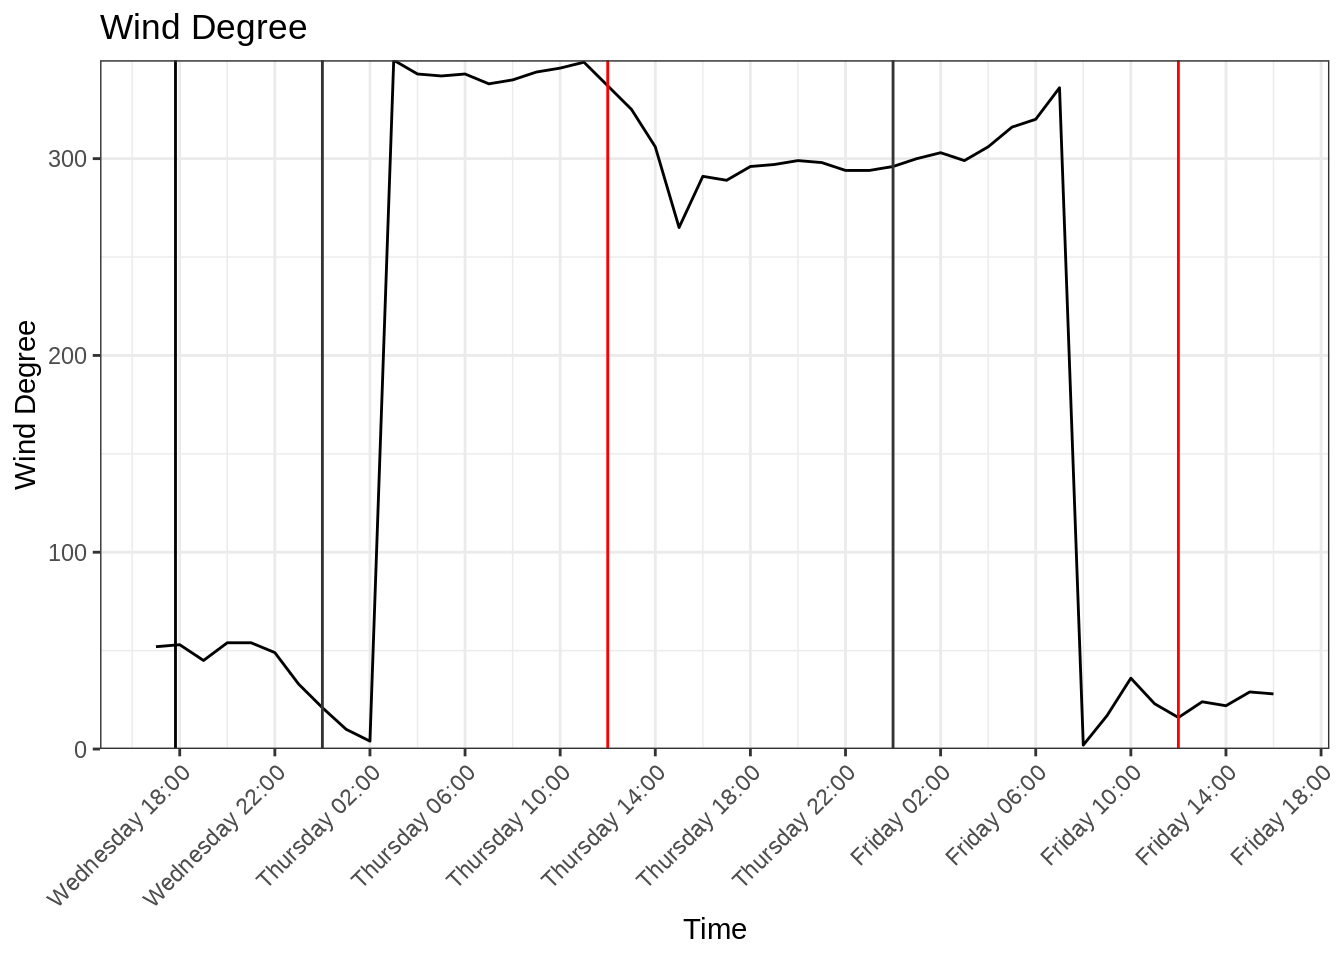 Wind Degree
Wind Degree
300
200
100
0
Wednesday 18:00
Wednesday 22:00
Thursday 02:00
Thursday 06:00
Thursday 10:00
Thursday 14:00
Thursday 18:00
Thursday 22:00
Friday 02:00
Friday 06:00
Friday 10:00
Friday 14:00
Friday 18:00
Time